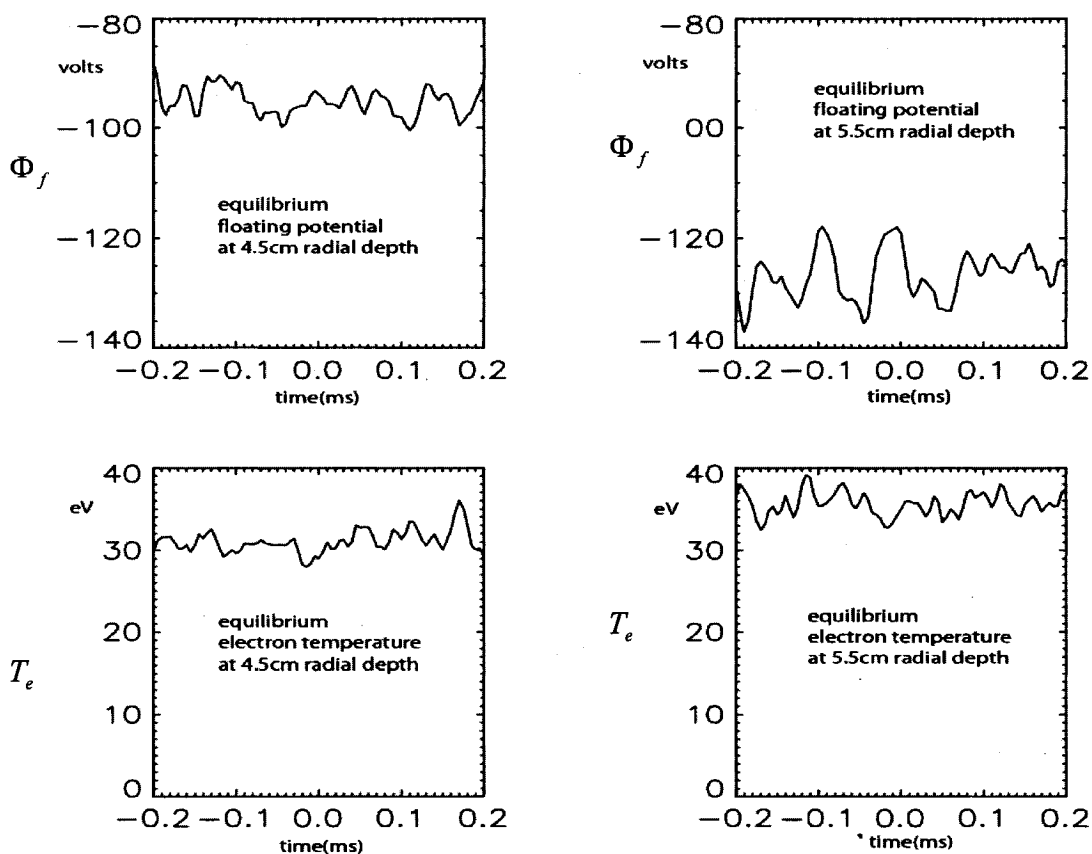 −80
volts
−100
Φf
equilibrium
floating potential
at 4.5cm radial depth
−120
−140
−0.2 −0.1 0.0 0.1 0.2
time(ms)
−80
volts
equilibrium
floating potential
at 5.5cm radial depth
00
Φf
−120
−140
−0.2 −0.1 0.0 0.1 0.2
time(ms)
40
eV
30
equilibrium
electron temperature
at 4.5cm radial depth
20
Te
10
0
−0.2 −0.1 0.0 0.1 0.2
time(ms)
40
eV
30
equilibrium
electron temperature
at 5.5cm radial depth
20
Te
10
0
−0.2 −0.1 0.0 0.1 0.2
time(ms)